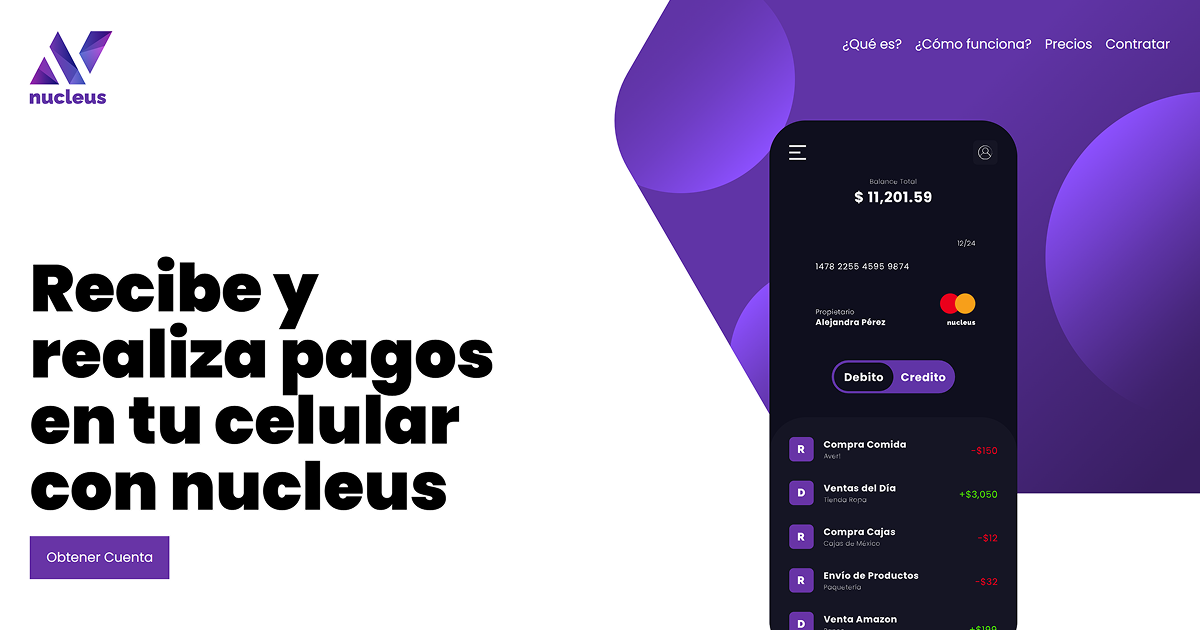 nucleus
¿Qué es? ¿Cómo funciona? Precios Contratar
Recibe y
realiza pagos
en tu celular
con nucleus
Obtener Cuenta
Balance Total
$ 11,201.59
12/24
1478 2255 4595 9874
Propietario
Alejandra Pérez
nucleus
Debito Credito
R Compra Comida -$150
Aver!
D Ventas del Día +$3,050
Tienda Ropa
R Compra Cajas -$12
Cajas de México
R Envío de Productos -$32
Paquetería
D Venta Amazon